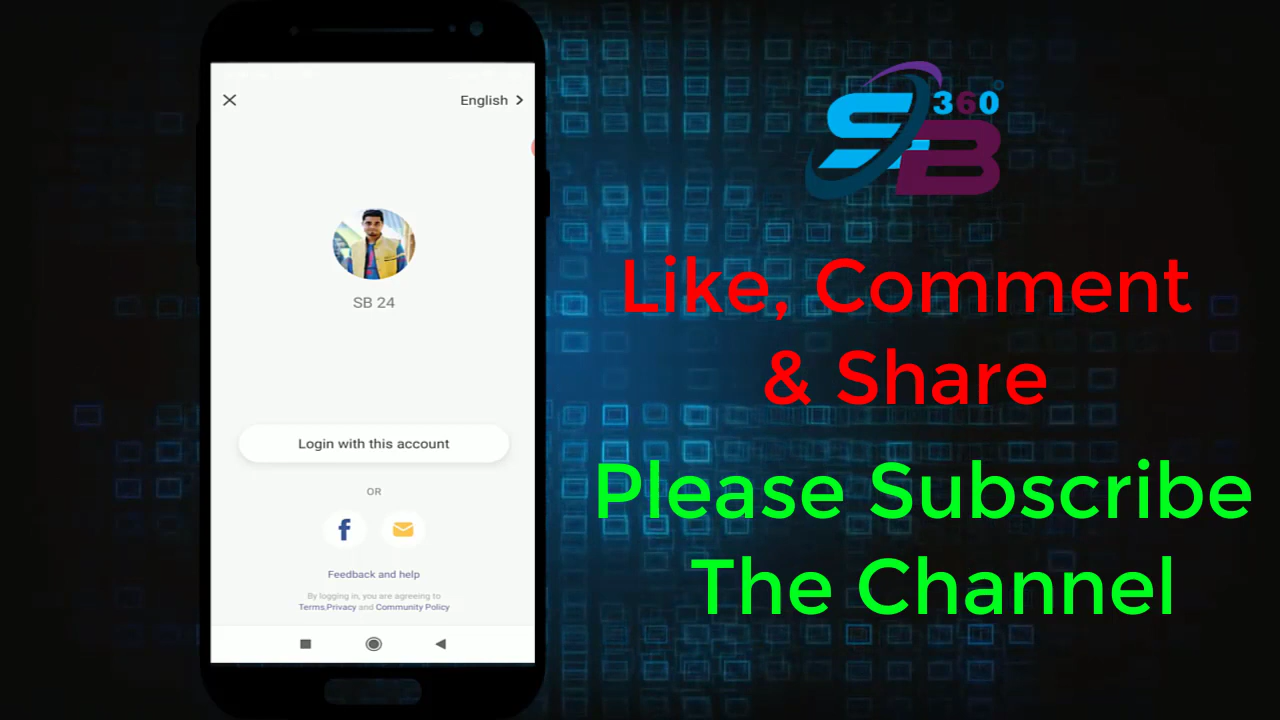 English
SB 24
Login with this account
OR
Feedback and help
By logging in, you are agreeing to
Terms,Privacy and Community Policy
SB 360
Like, Comment
& Share
Please Subscribe
The Channel